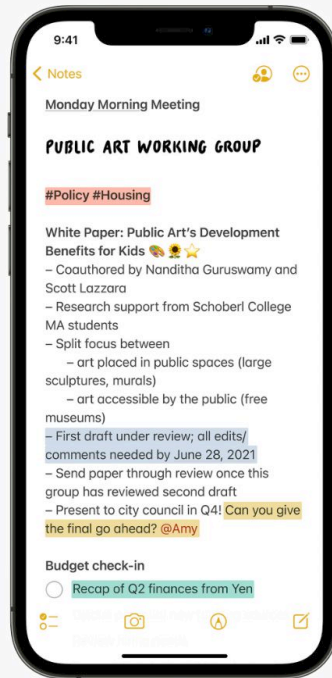 9:41
Notes
Monday Morning Meeting
PUBLIC ART WORKING GROUP
#Policy #Housing
White Paper: Public Art's Development
Benefits for Kids 🎨🌻⭐
– Coauthored by Nanditha Guruswamy and
Scott Lazzara
– Research support from Schoberl College
MA students
– Split focus between
– art placed in public spaces (large
sculptures, murals)
– art accessible by the public (free
museums)
– First draft under review; all edits/
comments needed by June 28, 2021
– Send paper through review once this
group has reviewed second draft
– Present to city council in Q4! Can you give
the final go ahead? @Amy
Budget check-in
Recap of Q2 finances from Yen